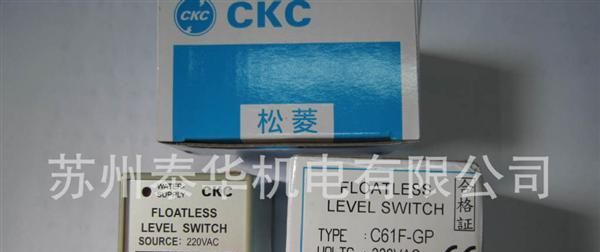 CKC
CKC
松菱
苏州泰华机电有限公司
WATER
SUPPLY
CKC
FLOATLESS
LEVEL SWITCH
SOURCE: 220VAC
FLOATLESS
LEVEL SWITCH
TYPE : C61F-GP
合格証